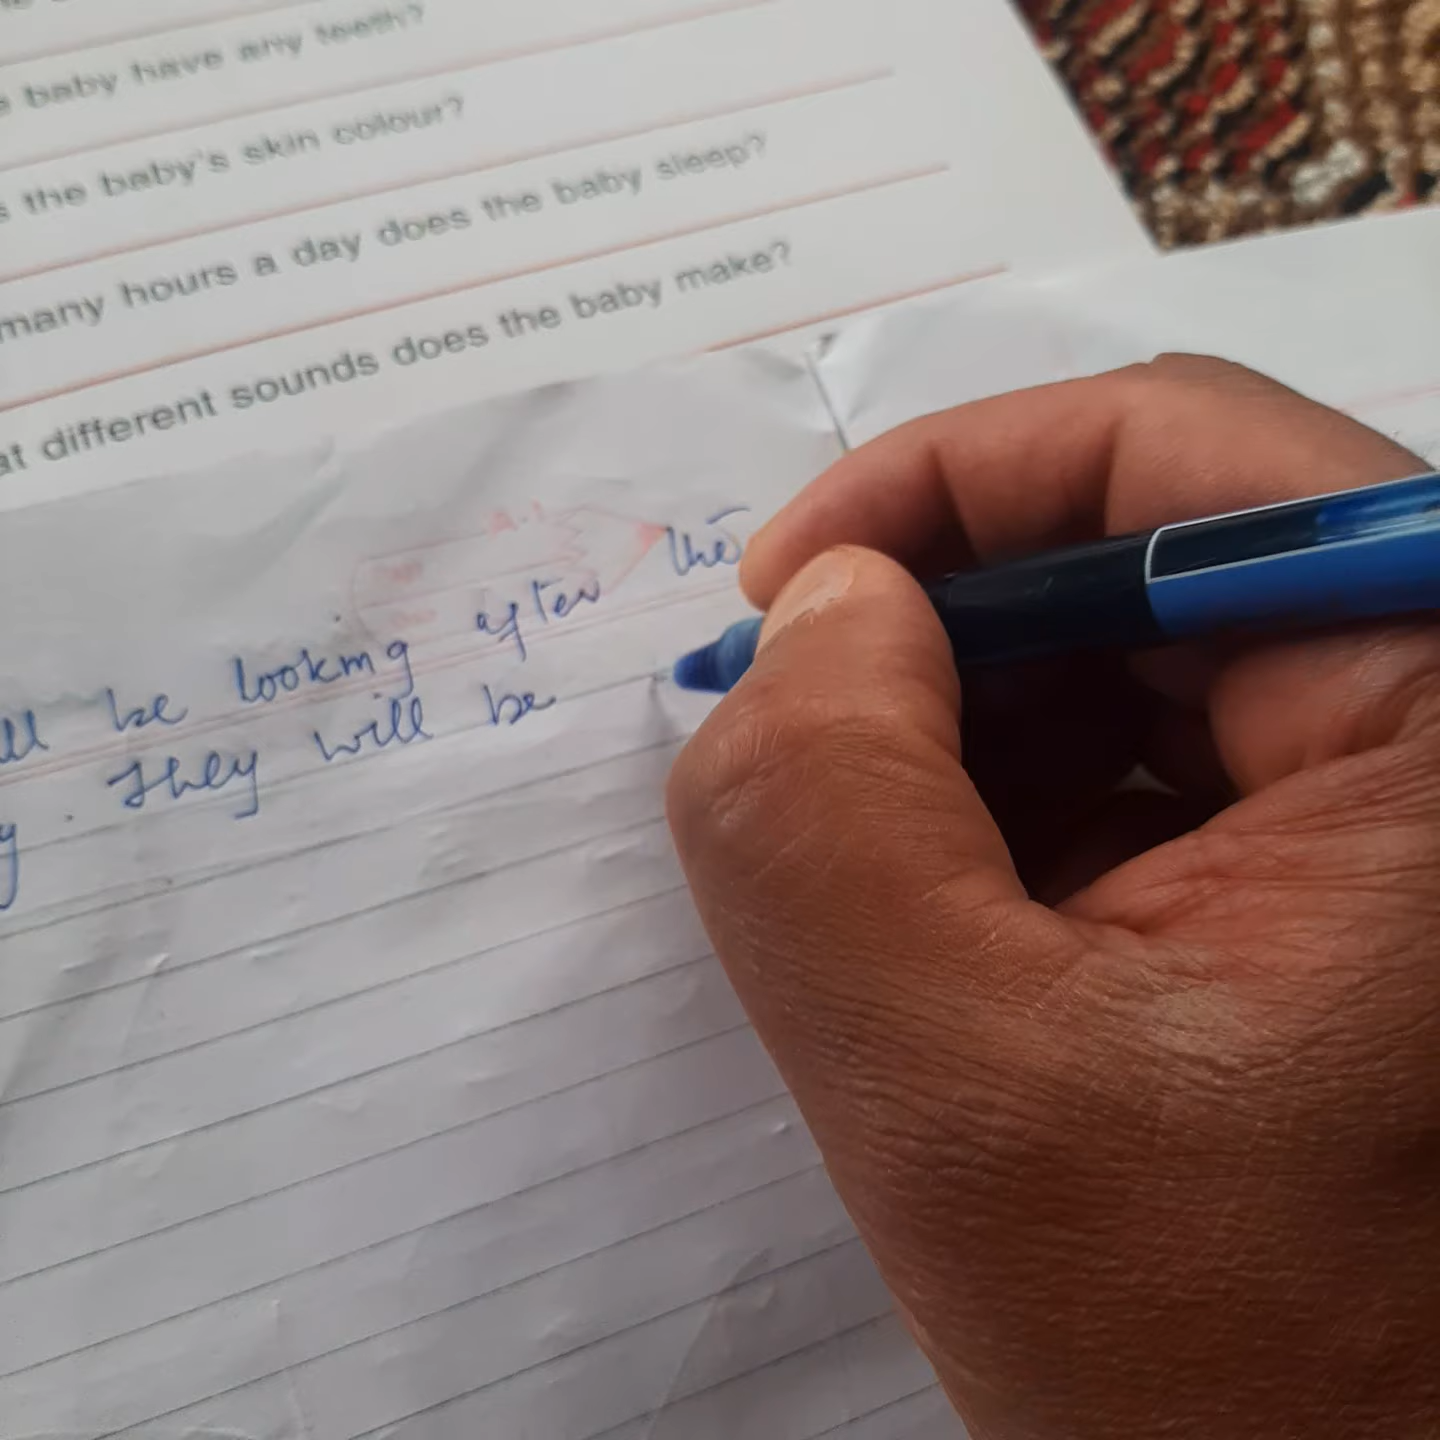 baby have any teeth?
the baby's skin colour?
many hours a day does the baby sleep?
different sounds does the baby make?
be looking after the
They will be